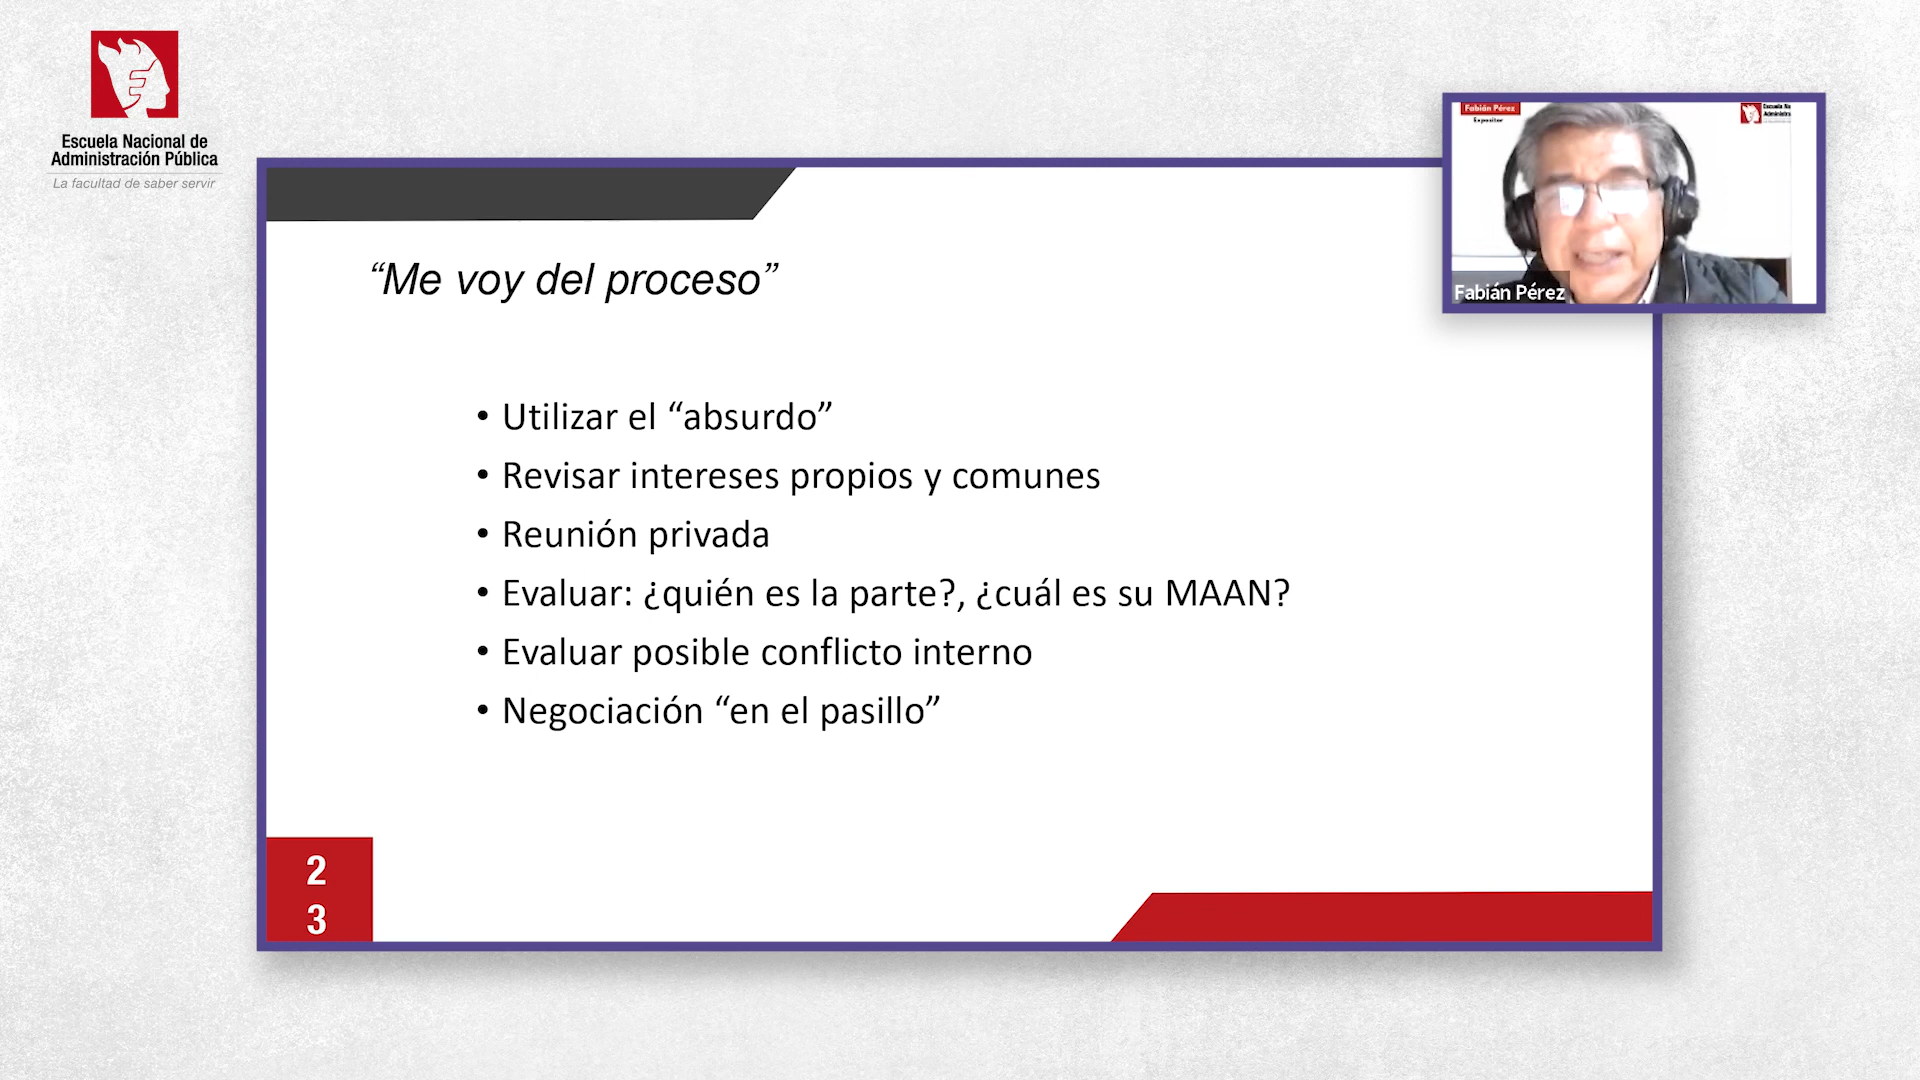 Escuela Nacional de
Administración Pública
La facultad de saber servir
Fabián Pérez
Expositor
“Me voy del proceso”
Fabián Pérez
• Utilizar el “absurdo”
• Revisar intereses propios y comunes
• Reunión privada
• Evaluar: ¿quién es la parte?, ¿cuál es su MAAN?
• Evaluar posible conflicto interno
• Negociación “en el pasillo”
2
3